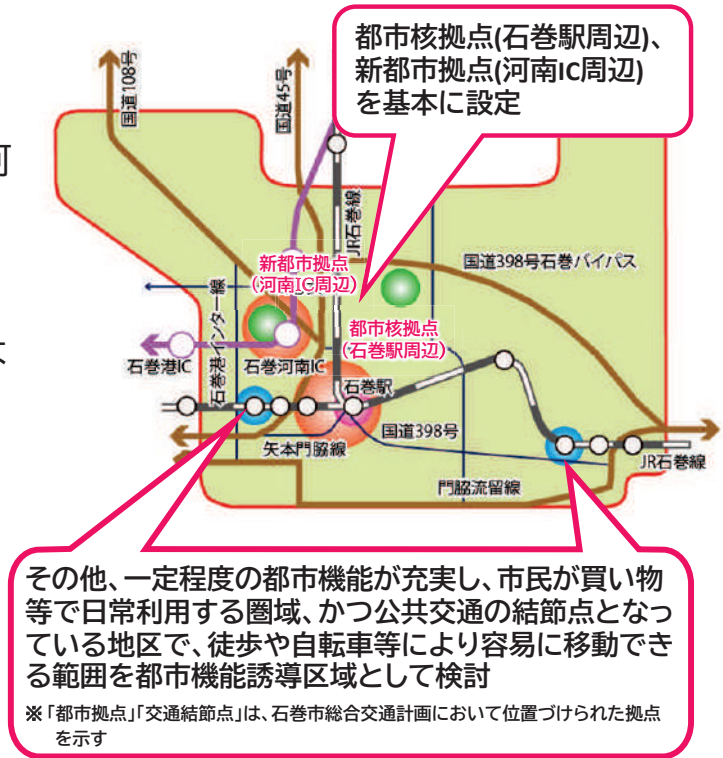 都市核拠点(石巻駅周辺)、
新都市拠点(河南IC周辺)
を基本に設定
国道108号
国道45号
JR石巻線
国道398号石巻バイパス
新都市拠点
(河南IC周辺)
都市核拠点
(石巻駅周辺)
石巻港IC
石巻港インター線
石巻河南IC
石巻駅
国道398号
矢本門脇線
門脇流留線
JR石巻線
その他、一定程度の都市機能が充実し、市民が買い物
等で日常利用する圏域、かつ公共交通の結節点となっ
ている地区で、徒歩や自転車等により容易に移動でき
る範囲を都市機能誘導区域として検討
※「都市拠点」「交通結節点」は、石巻市総合交通計画において位置づけられた拠点
を示す